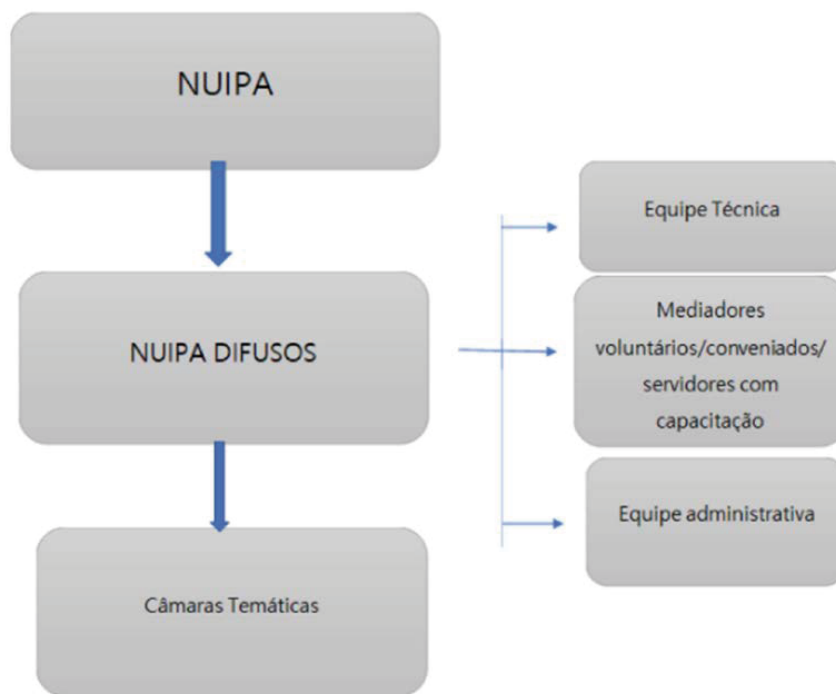 NUIPA
NUIPA DIFUSOS
Câmaras Temáticas
Equipe Técnica
Mediadores
voluntários/conveniados/
servidores com
capacitação
Equipe administrativa